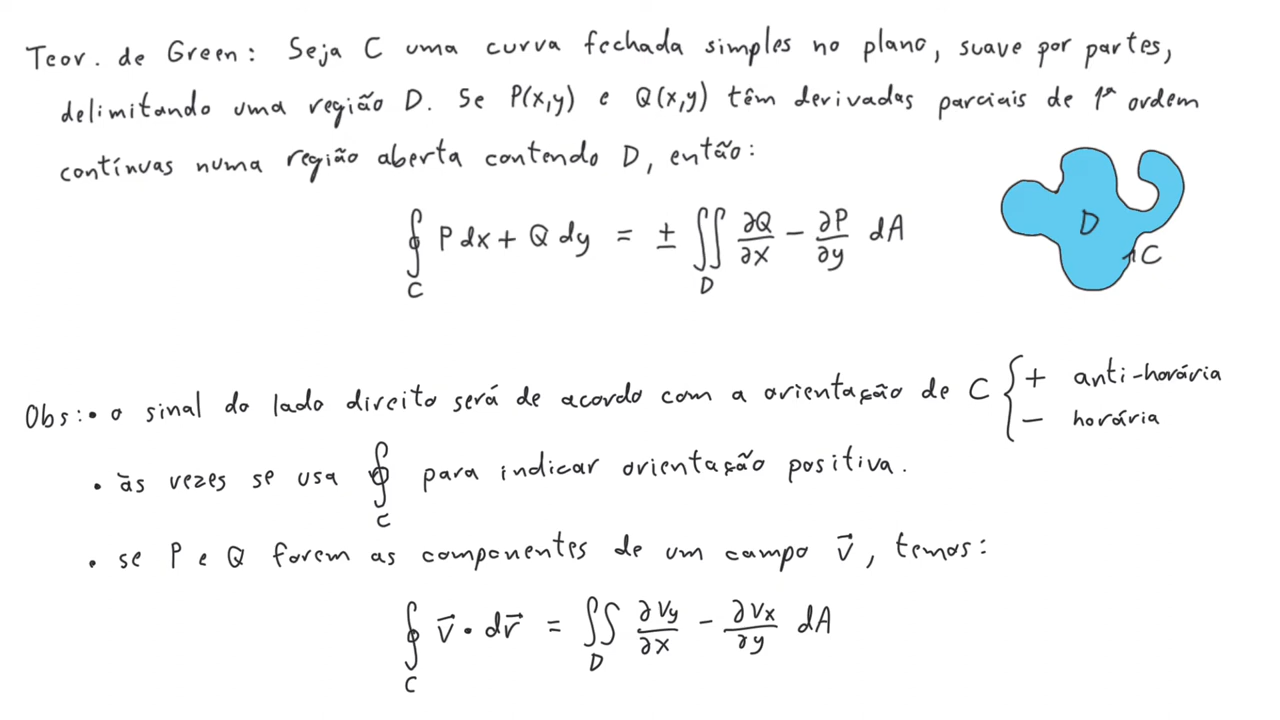 Teor. de Green: Seja C uma curva fechada simples no plano, suave por partes,
delimitando uma região D. Se P(x,y) e Q(x,y) têm derivadas parciais de 1ª ordem
contínuas numa região aberta contendo D, então:
∮_C P dx + Q dy = ± ∬_D ∂Q/∂x − ∂P/∂y dA
D
C
Obs: • o sinal do lado direito será de acordo com a orientação de C { + anti-horária
− horária
• às vezes se usa ∳_C para indicar orientação positiva.
• se P e Q forem as componentes de um campo v⃗, temos:
∮_C v⃗ • dr⃗ = ∬_D ∂Vy/∂x − ∂Vx/∂y dA